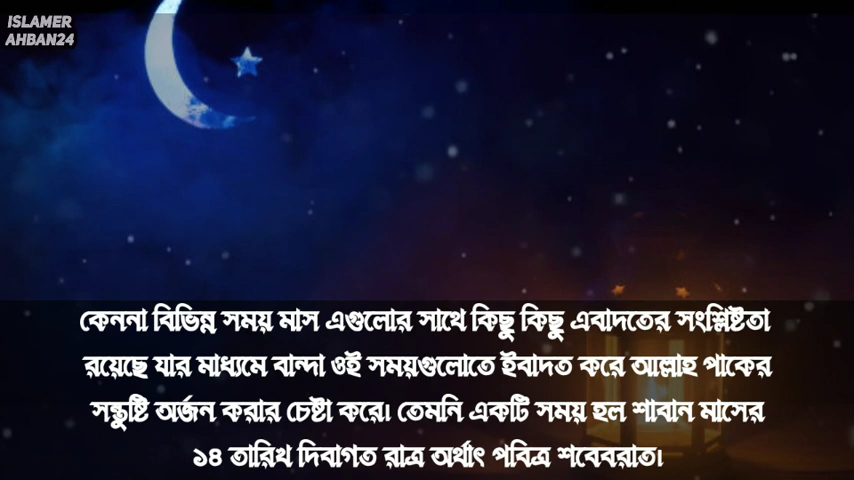 ISLAMER
AHBAN24
কেননা বিভিন্ন সময় মাস এগুলোর সাথে কিছু কিছু এবাদতের সংশ্লিষ্টতা
রয়েছে যার মাধ্যমে বান্দা ওই সময়গুলোতে ইবাদত করে আল্লাহ পাকের
সন্তুষ্টি অর্জন করার চেষ্টা করে। তেমনি একটি সময় হল শাবান মাসের
১৪ তারিখ দিবাগত রাত্র অর্থাৎ পবিত্র শবেবরাত।